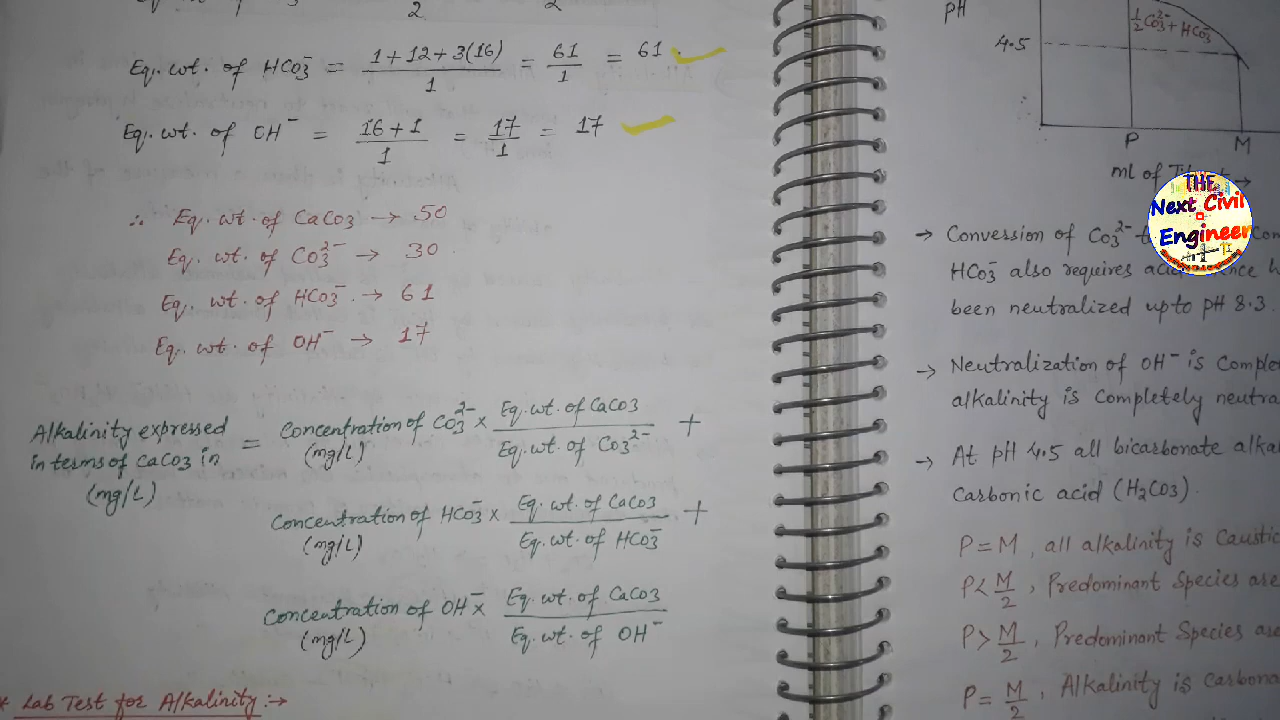 2 2
Eq. wt. of HCO3⁻ = (1+12+3(16))/1 = 61/1 = 61
Eq. wt. of OH⁻ = (16+1)/1 = 17/1 = 17
∴ Eq. wt. of CaCO3 → 50
Eq. wt. of CO3²⁻ → 30
Eq. wt. of HCO3⁻ → 61
Eq. wt. of OH⁻ → 17
Alkalinity expressed in terms of CaCO3 in (mg/L) = Concentration of CO3²⁻ (mg/L) × Eq. wt. of CaCO3 / Eq. wt. of CO3²⁻ +
Concentration of HCO3⁻ (mg/L) × Eq. wt. of CaCO3 / Eq. wt. of HCO3⁻ +
Concentration of OH⁻ (mg/L) × Eq. wt. of CaCO3 / Eq. wt. of OH⁻
* Lab Test for Alkalinity :→
pH
½ CO3²⁻ + HCO3⁻
4.5
P M
ml of →
THE
Next Civil
Engineer
→ Conversion of CO3²⁻
HCO3⁻ also requires
been neutralized upto pH 8.3.
→ Neutralization of OH⁻ is
alkalinity is completely
→ At pH 4.5 all bicarbonate
Carbonic acid (H2CO3).
P = M, all alkalinity is
P < M/2, Predominant Species are
P > M/2, Predominant Species are
P = M/2, Alkalinity is